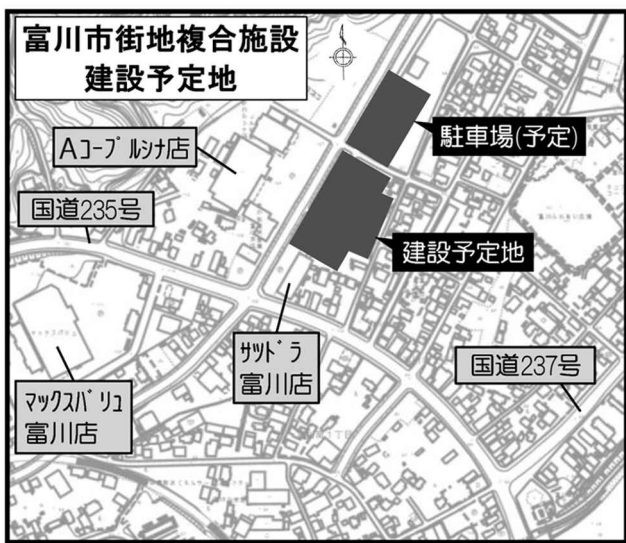 富川市街地複合施設
建設予定地
Aコープ ルシナ店
駐車場(予定)
国道235号
建設予定地
サツドラ
富川店
国道237号
マックスバリュ
富川店